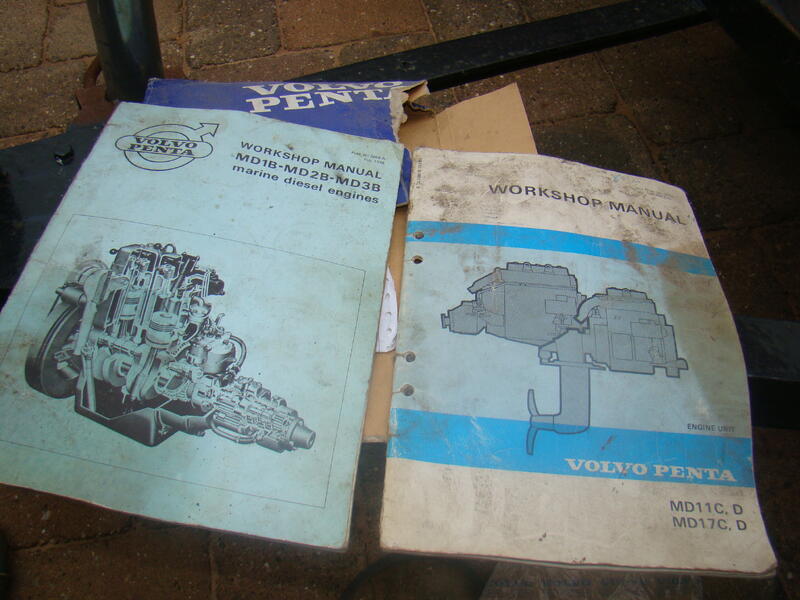 VOLVO
PENTA
VOLVO
PENTA
WORKSHOP MANUAL
MD1B-MD2B-MD3B
marine diesel engines
WORKSHOP MANUAL
ENGINE UNIT
VOLVO PENTA
MD11C, D
MD17C, D